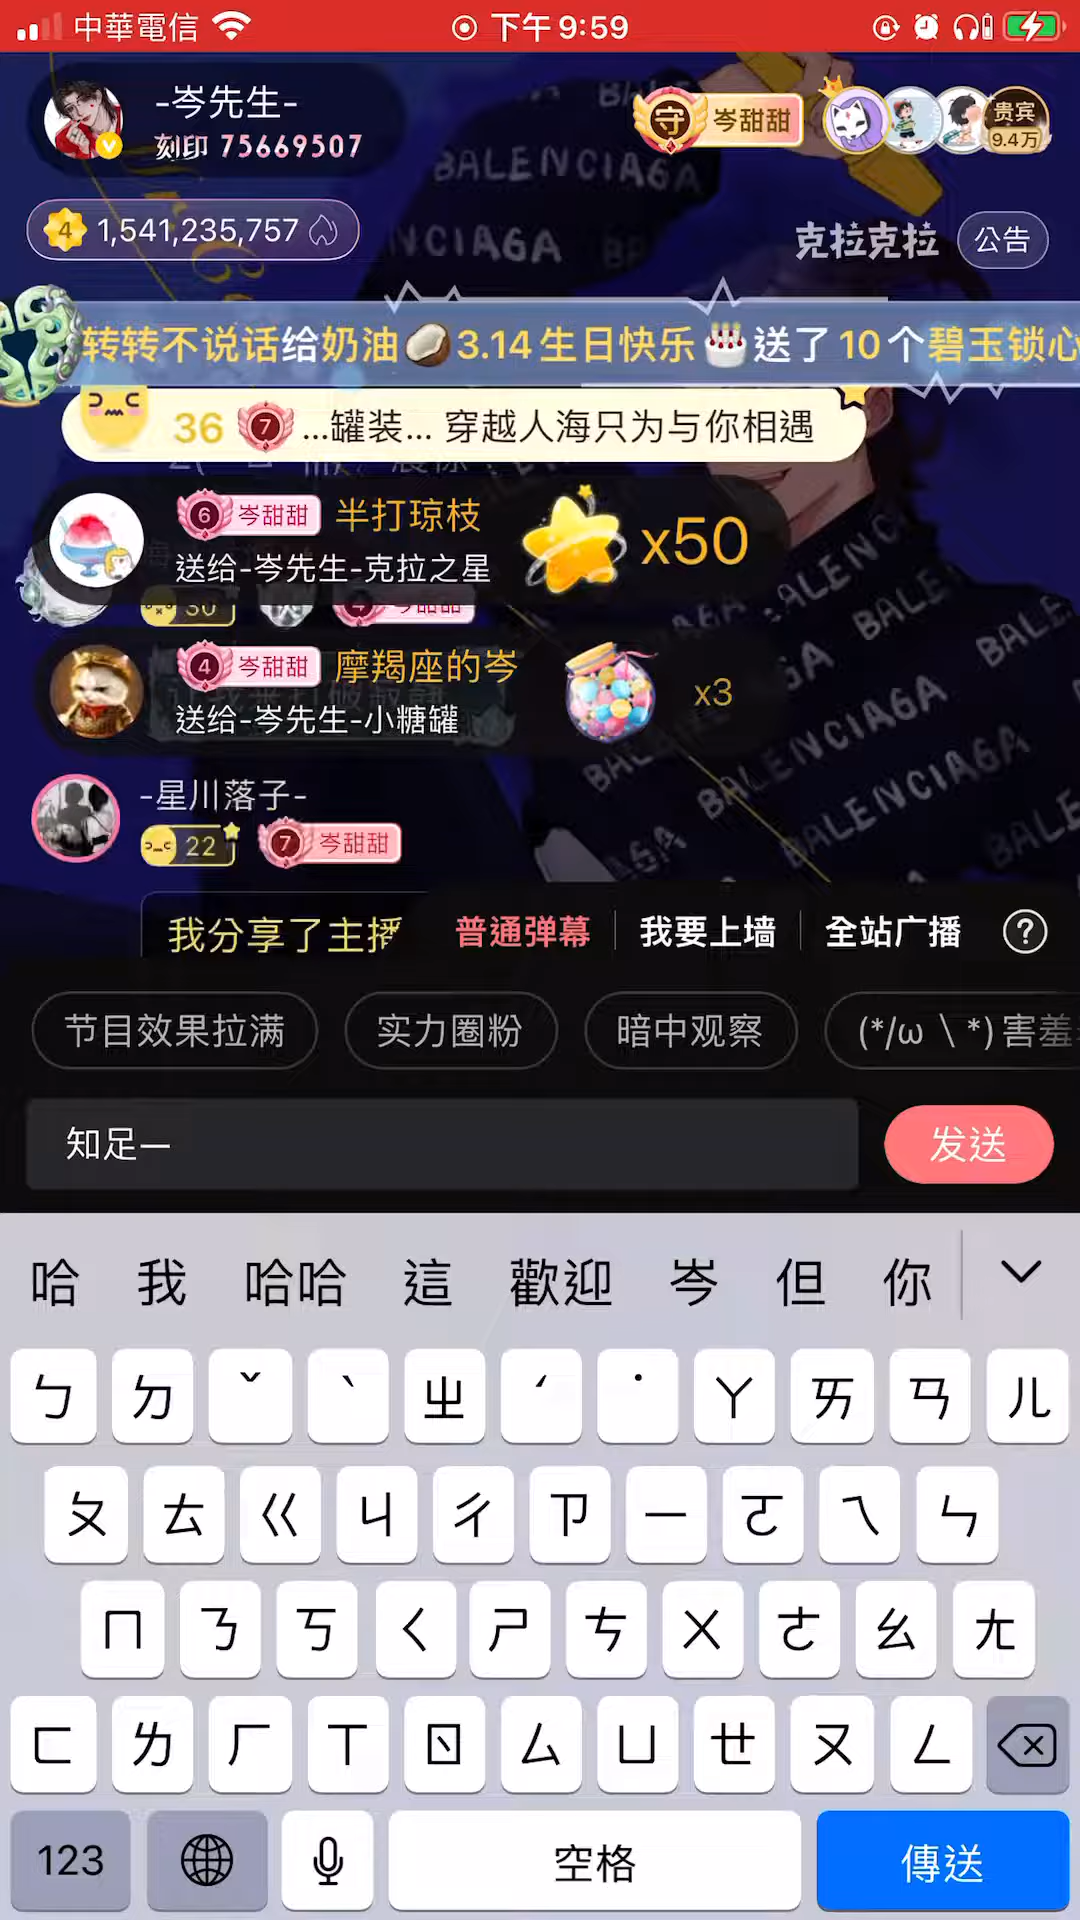 中華電信
下午9:59
-岑先生-
刻印 75669507
守 岑甜甜
贵宾
9.4万
4 1,541,235,757
克拉克拉
公告
转转不说话给奶油🥥3.14生日快乐🎂送了10个碧玉锁心
36 7 ...罐装... 穿越人海只为与你相遇
6 岑甜甜 半打琼枝
送给-岑先生-克拉之星
x50
30
4 岑甜甜 摩羯座的岑
送给-岑先生-小糖罐
x3
-星川落子-
22 7 岑甜甜
我分享了主播
普通弹幕
我要上墙
全站广播
?
节目效果拉满
实力圈粉
暗中观察
(*/ω \ *)害羞
知足—
发送
哈 我 哈哈 這 歡迎 岑 但 你
ㄅ ㄉ ˇ ˋ ㄓ ˊ ˙ ㄚ ㄞ ㄢ ㄦ
ㄆ ㄊ ㄍ ㄐ ㄔ ㄗ ㄧ ㄛ ㄟ ㄣ
ㄇ ㄋ ㄎ ㄑ ㄕ ㄘ ㄨ ㄜ ㄠ ㄤ
ㄈ ㄌ ㄏ ㄒ ㄖ ㄙ ㄩ ㄝ ㄡ ㄥ
123
空格
傳送
BALENCIAGA